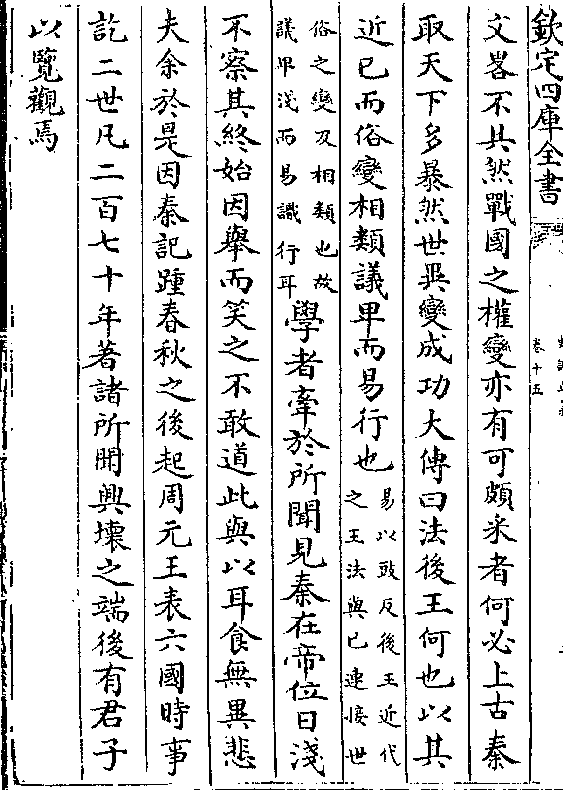 欽定四庫全書
卷十五
文畧不具然戰國之權變亦有可頗采者何必上古秦
取天下多暴然世異變成功大傳曰法後王何也以其
近已而俗變相類議卑而易行也
易以豉反後王近代
之王法與已連接世
俗之變及相類也故
議卑淺而易識行耳
學者牽於所聞見秦在帝位日淺
不察其終始因舉而笑之不敢道此與以耳食無異悲
夫余於是因秦記踵春秋之後起周元王表六國時事
訖二世凡二百七十年著諸所聞興壞之端後有君子
以覽觀焉